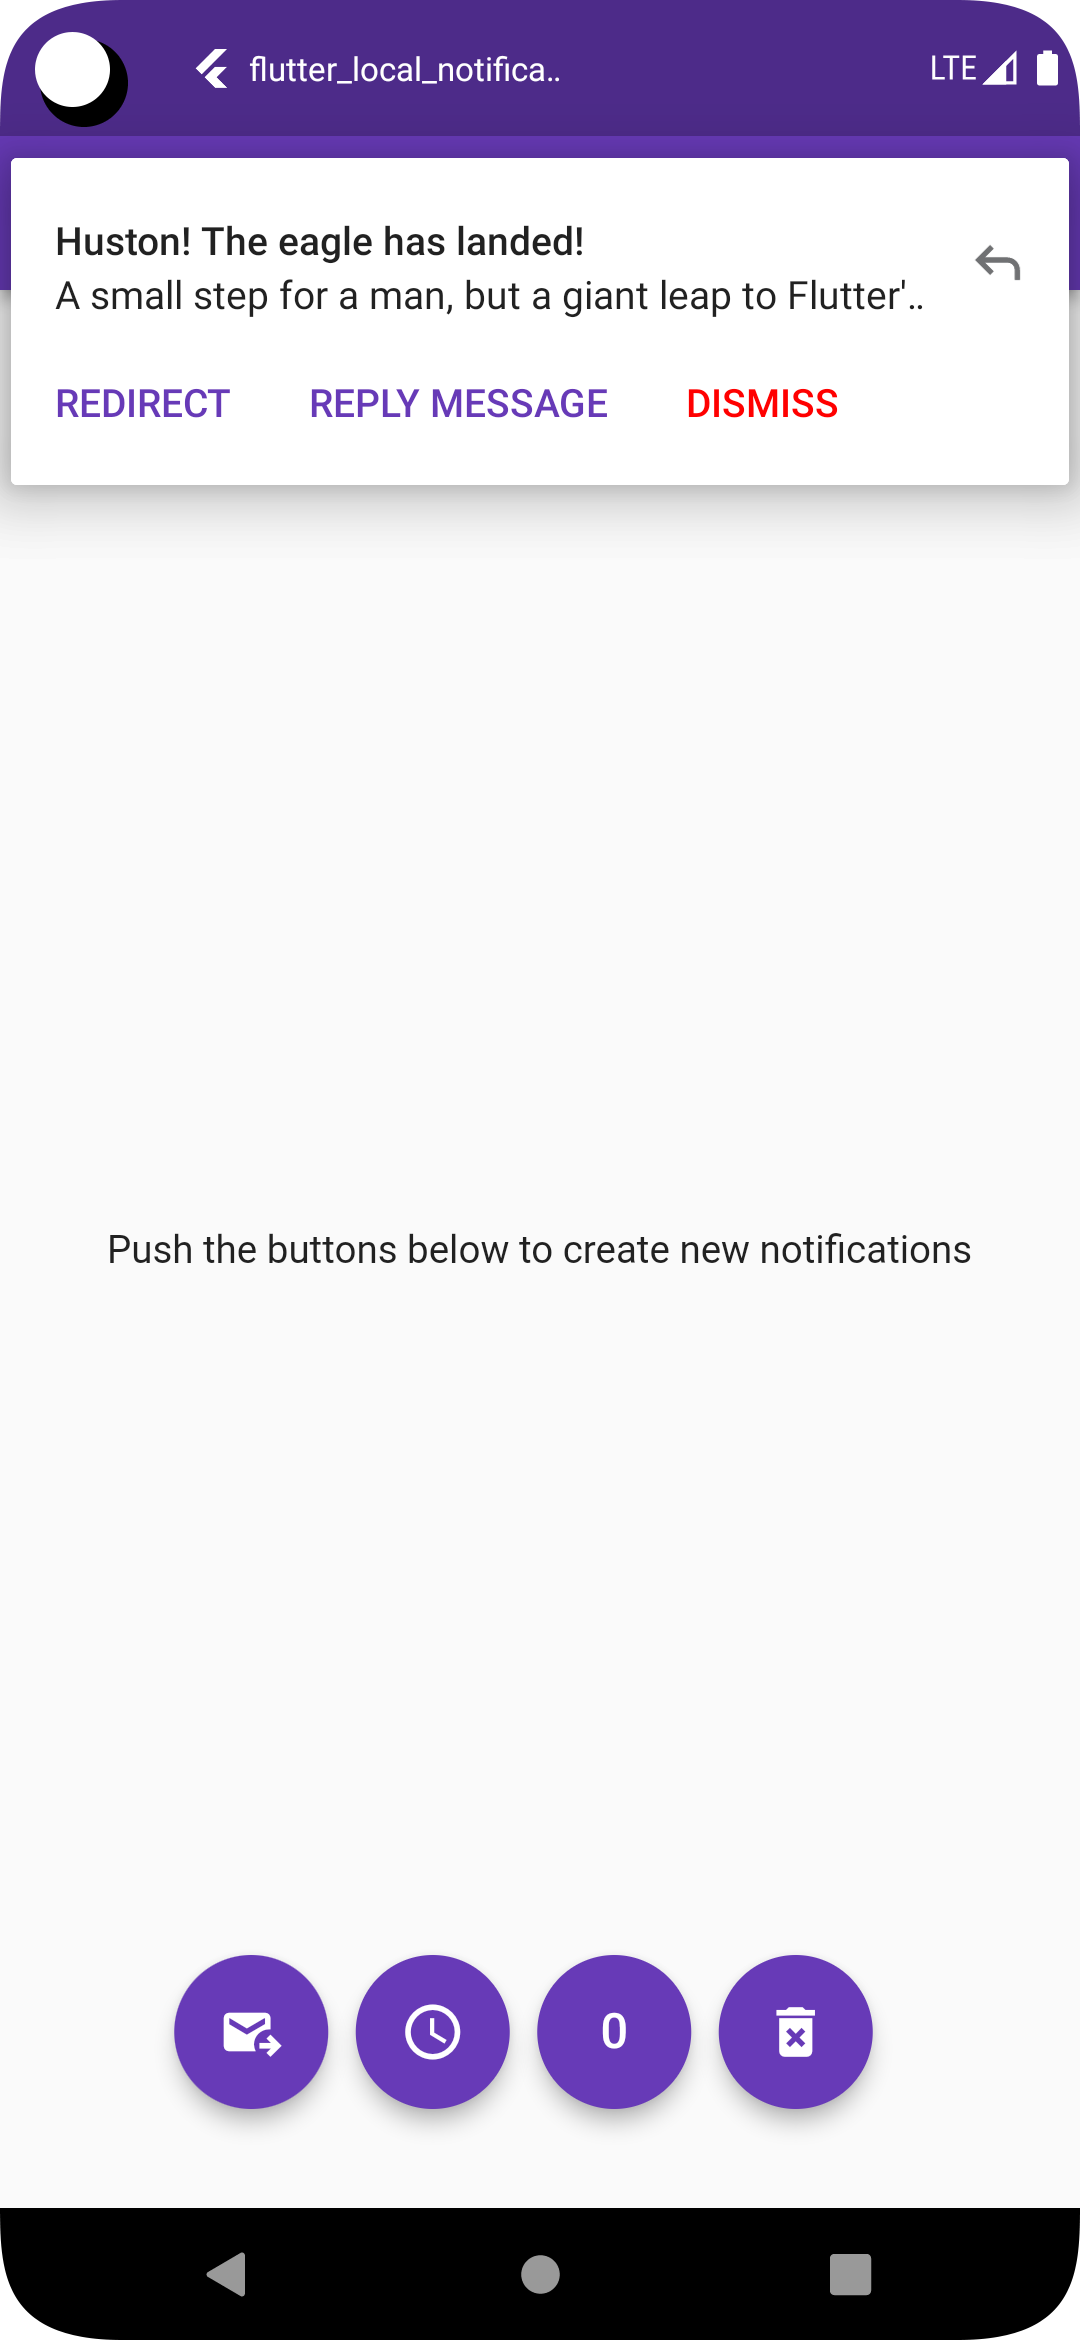 flutter_local_notifica..
LTE
Huston! The eagle has landed!
A small step for a man, but a giant leap to Flutter'..
REDIRECT REPLY MESSAGE DISMISS
Push the buttons below to create new notifications
0